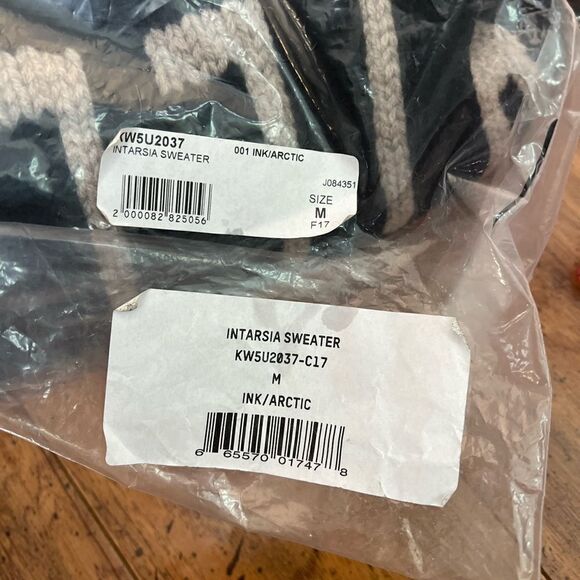 KW5U2037
001 INK/ARCTIC
INTARSIA SWEATER
J084351
SIZE
M
F17
2 000082 825056
INTARSIA SWEATER
KW5U2037-C17
M
INK/ARCTIC
6 65570 01747 8